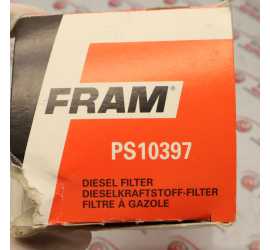 FRAM®
PS10397
DIESEL FILTER
DIESELKRAFTSTOFF-FILTER
FILTRE À GAZOLE